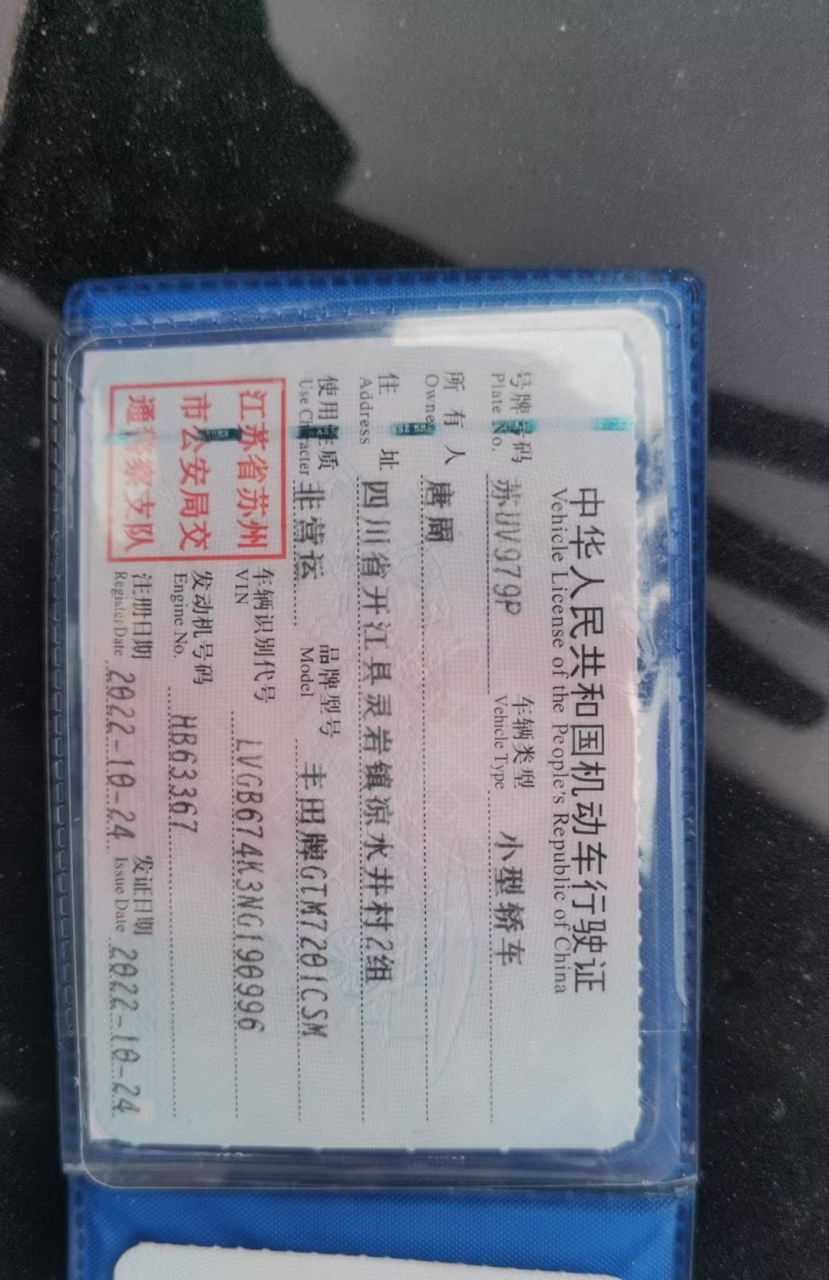 中华人民共和国机动车行驶证
Vehicle License of the People's Republic of China
号牌号码 苏UV979P 车辆类型 小型轿车
Plate No. Vehicle Type
所有人 唐周
Owner
住址 四川省开江县灵岩镇凉水井村2组
Address
使用性质 非营运 品牌型号 丰田牌GTM7201CSM
Use Character Model
江苏省苏州
市公安局交
通警察支队
车辆识别代号 LVGB674K3NG190996
VIN
发动机号码 HB63367
Engine No.
注册日期 2022-10-24 发证日期 2022-10-24
Register Date Issue Date